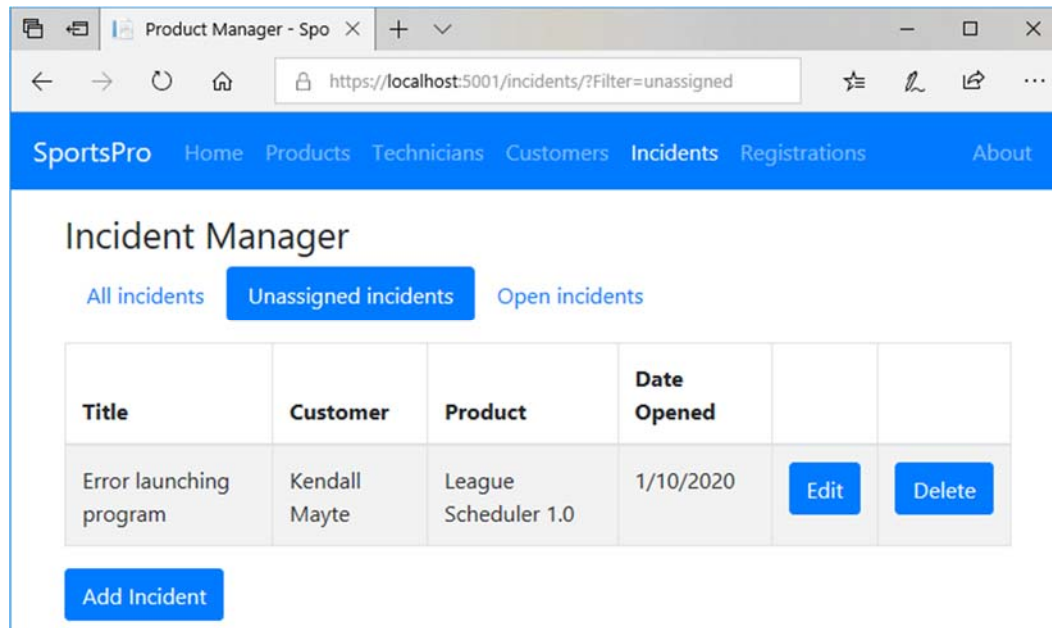 Product Manager - Spo
https://localhost:5001/incidents/?Filter=unassigned
SportsPro Home Products Technicians Customers Incidents Registrations About
Incident Manager
All incidents Unassigned incidents Open incidents
Title Customer Product Date Opened
Error launching program Kendall Mayte League Scheduler 1.0 1/10/2020 Edit Delete
Add Incident